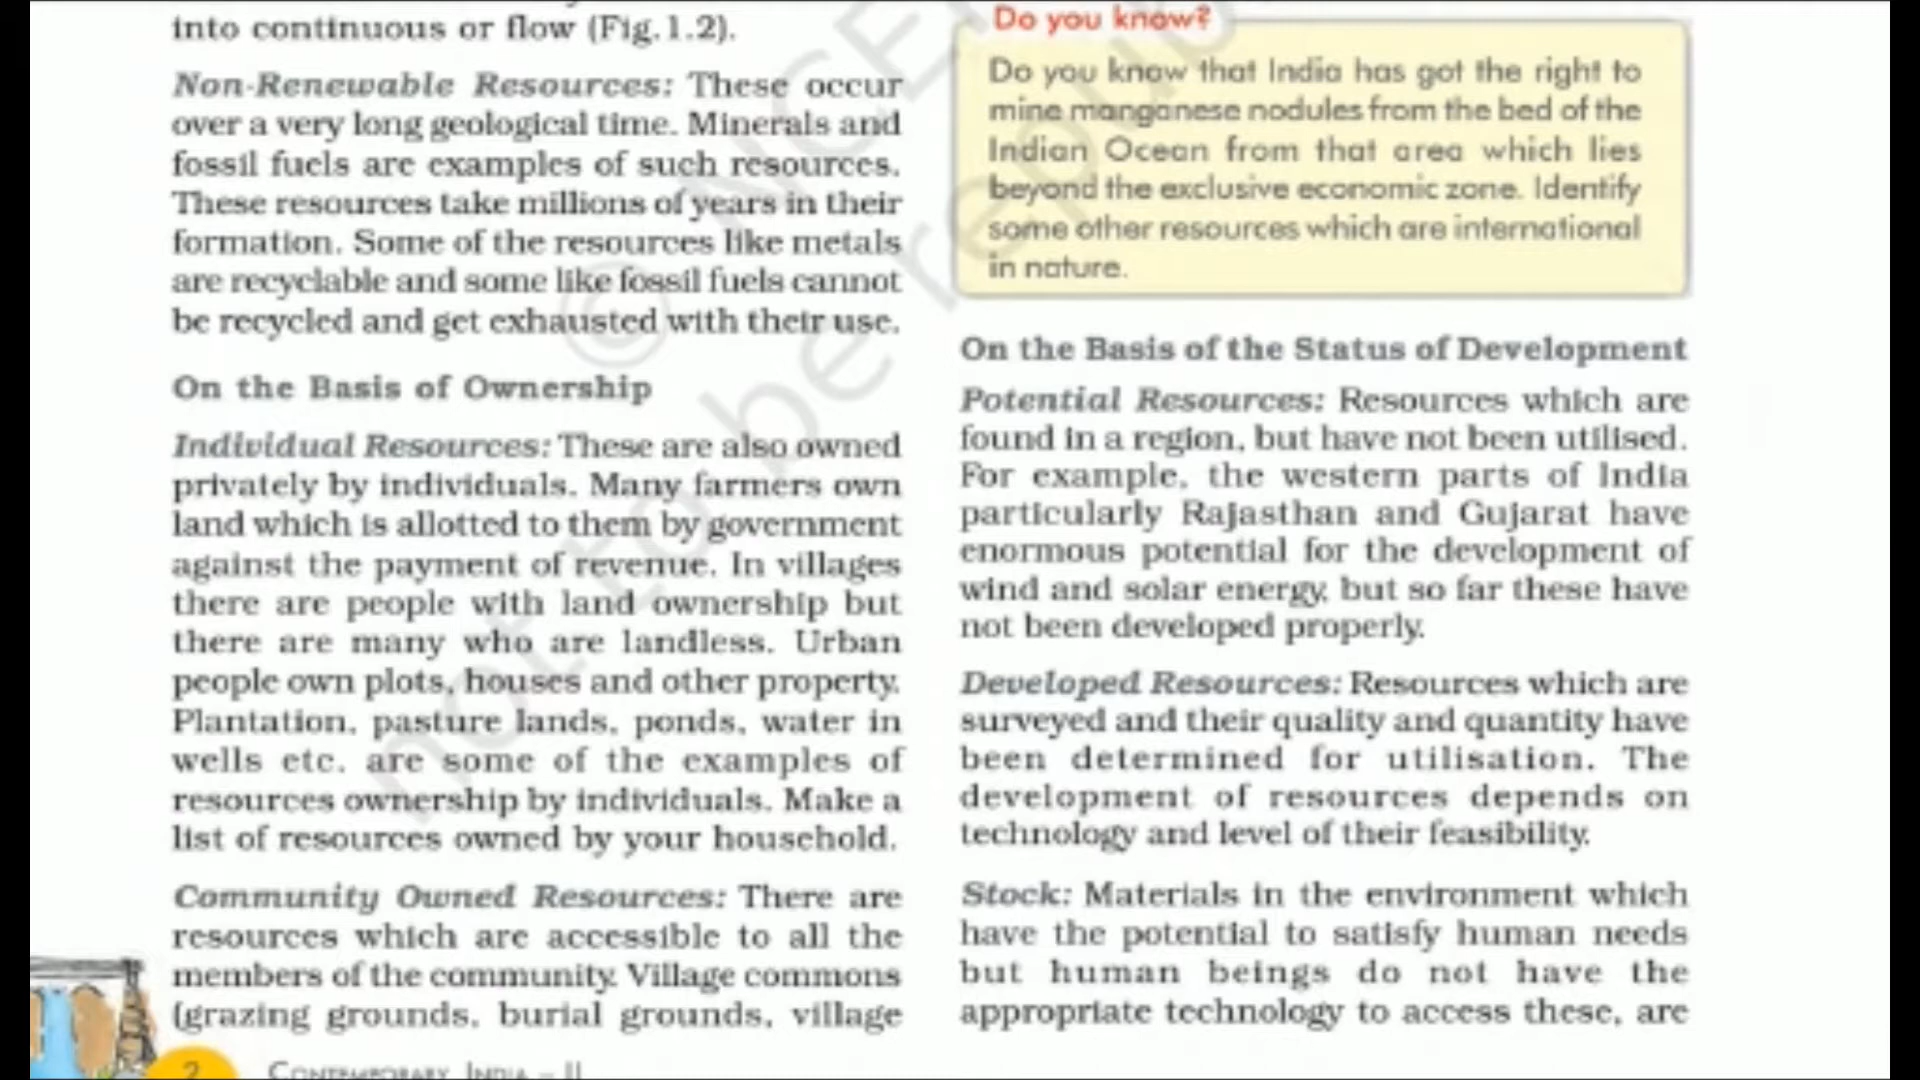 into continuous or flow (Fig.1.2).
Non-Renewable Resources: These occur
over a very long geological time. Minerals and
fossil fuels are examples of such resources.
These resources take millions of years in their
formation. Some of the resources like metals
are recyclable and some like fossil fuels cannot
be recycled and get exhausted with their use.
On the Basis of Ownership
Individual Resources: These are also owned
privately by individuals. Many farmers own
land which is allotted to them by government
against the payment of revenue. In villages
there are people with land ownership but
there are many who are landless. Urban
people own plots, houses and other property.
Plantation, pasture lands, ponds, water in
wells etc. are some of the examples of
resources ownership by individuals. Make a
list of resources owned by your household.
Community Owned Resources: There are
resources which are accessible to all the
members of the community. Village commons
(grazing grounds, burial grounds, village
2
CONTEMPORARY INDIA – II
Do you know?
Do you know that India has got the right to
mine manganese nodules from the bed of the
Indian Ocean from that area which lies
beyond the exclusive economic zone. Identify
some other resources which are international
in nature.
On the Basis of the Status of Development
Potential Resources: Resources which are
found in a region, but have not been utilised.
For example, the western parts of India
particularly Rajasthan and Gujarat have
enormous potential for the development of
wind and solar energy, but so far these have
not been developed properly.
Developed Resources: Resources which are
surveyed and their quality and quantity have
been determined for utilisation. The
development of resources depends on
technology and level of their feasibility.
Stock: Materials in the environment which
have the potential to satisfy human needs
but human beings do not have the
appropriate technology to access these, are
© NCE
not to be repub